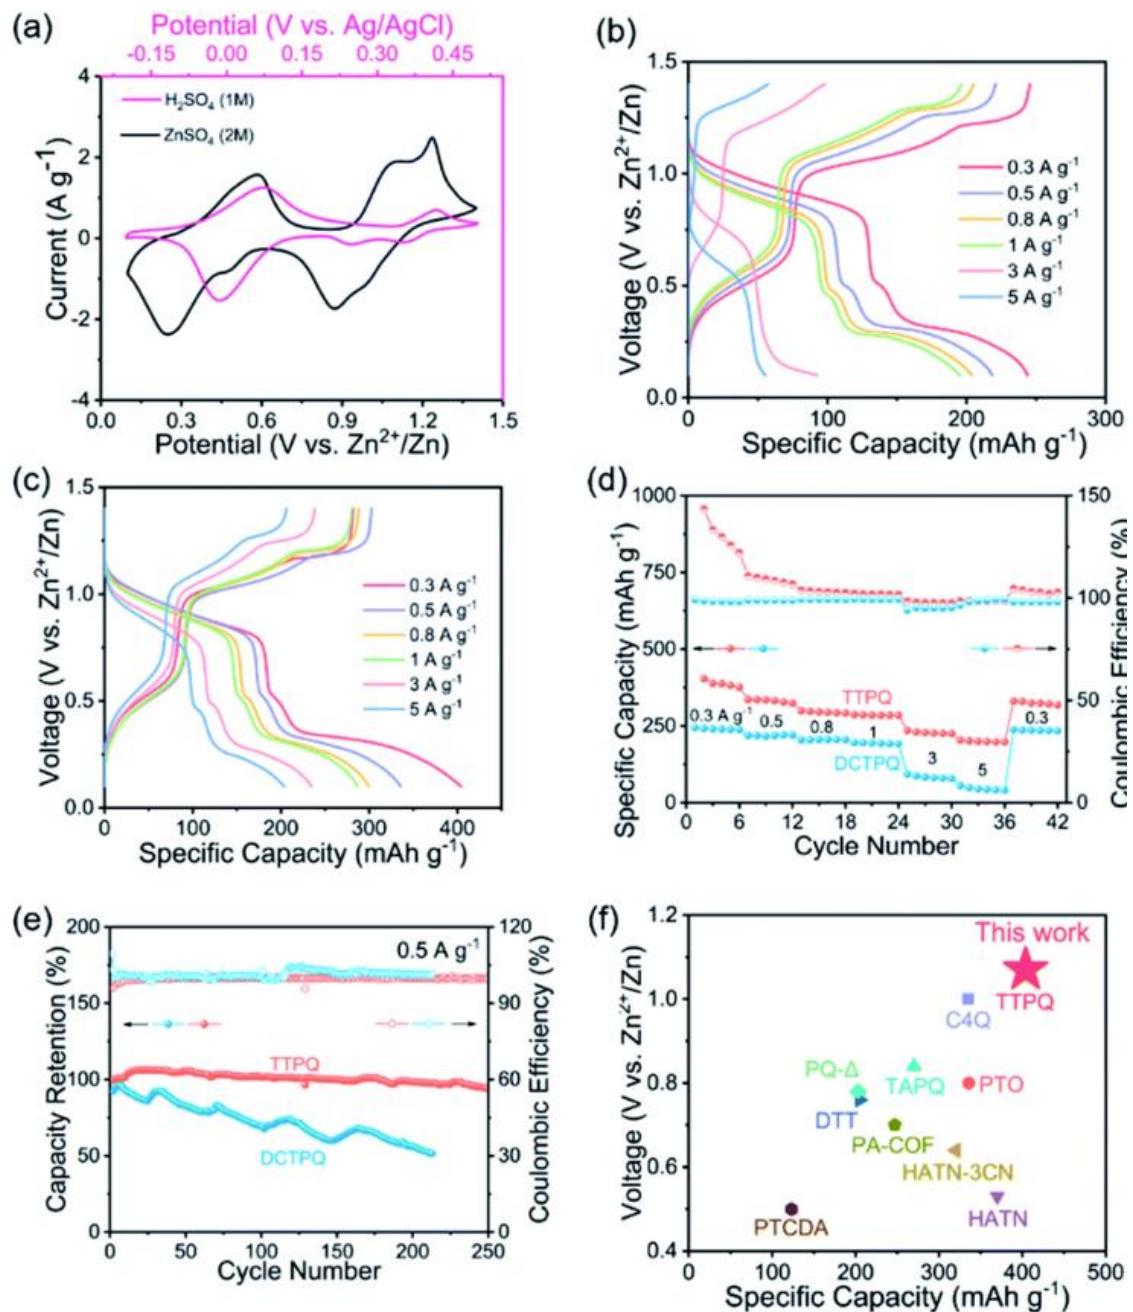 (a)
Potential (V vs. Ag/AgCl)
-0.15 0.00 0.15 0.30 0.45
H₂SO₄ (1M)
ZnSO₄ (2M)
4
2
0
-2
-4
Current (A g⁻¹)
0.0 0.3 0.6 0.9 1.2 1.5
Potential (V vs. Zn²⁺/Zn)
(b)
1.5
1.0
0.5
0.0
Voltage (V vs. Zn²⁺/Zn)
0.3 A g⁻¹
0.5 A g⁻¹
0.8 A g⁻¹
1 A g⁻¹
3 A g⁻¹
5 A g⁻¹
0 100 200 300
Specific Capacity (mAh g⁻¹)
(c)
1.5
1.0
0.5
0.0
Voltage (V vs. Zn²⁺/Zn)
0.3 A g⁻¹
0.5 A g⁻¹
0.8 A g⁻¹
1 A g⁻¹
3 A g⁻¹
5 A g⁻¹
0 100 200 300 400
Specific Capacity (mAh g⁻¹)
(d)
1000
750
500
250
0
Specific Capacity (mAh g⁻¹)
150
100
50
0
Coulombic Efficiency (%)
TTPQ
0.3 A g⁻¹ 0.5 0.8 1 3 5 0.3
DCTPQ
0 6 12 18 24 30 36 42
Cycle Number
(e)
200
150
100
50
0
Capacity Retention (%)
120
90
60
30
0
Coulombic Efficiency (%)
0.5 A g⁻¹
TTPQ
DCTPQ
0 50 100 150 200 250
Cycle Number
(f)
1.2
1.0
0.8
0.6
0.4
Voltage (V vs. Zn²⁺/Zn)
This work
TTPQ
C4Q
PQ-Δ
TAPQ
PTO
DTT
PA-COF
HATN-3CN
HATN
PTCDA
0 100 200 300 400 500
Specific Capacity (mAh g⁻¹)